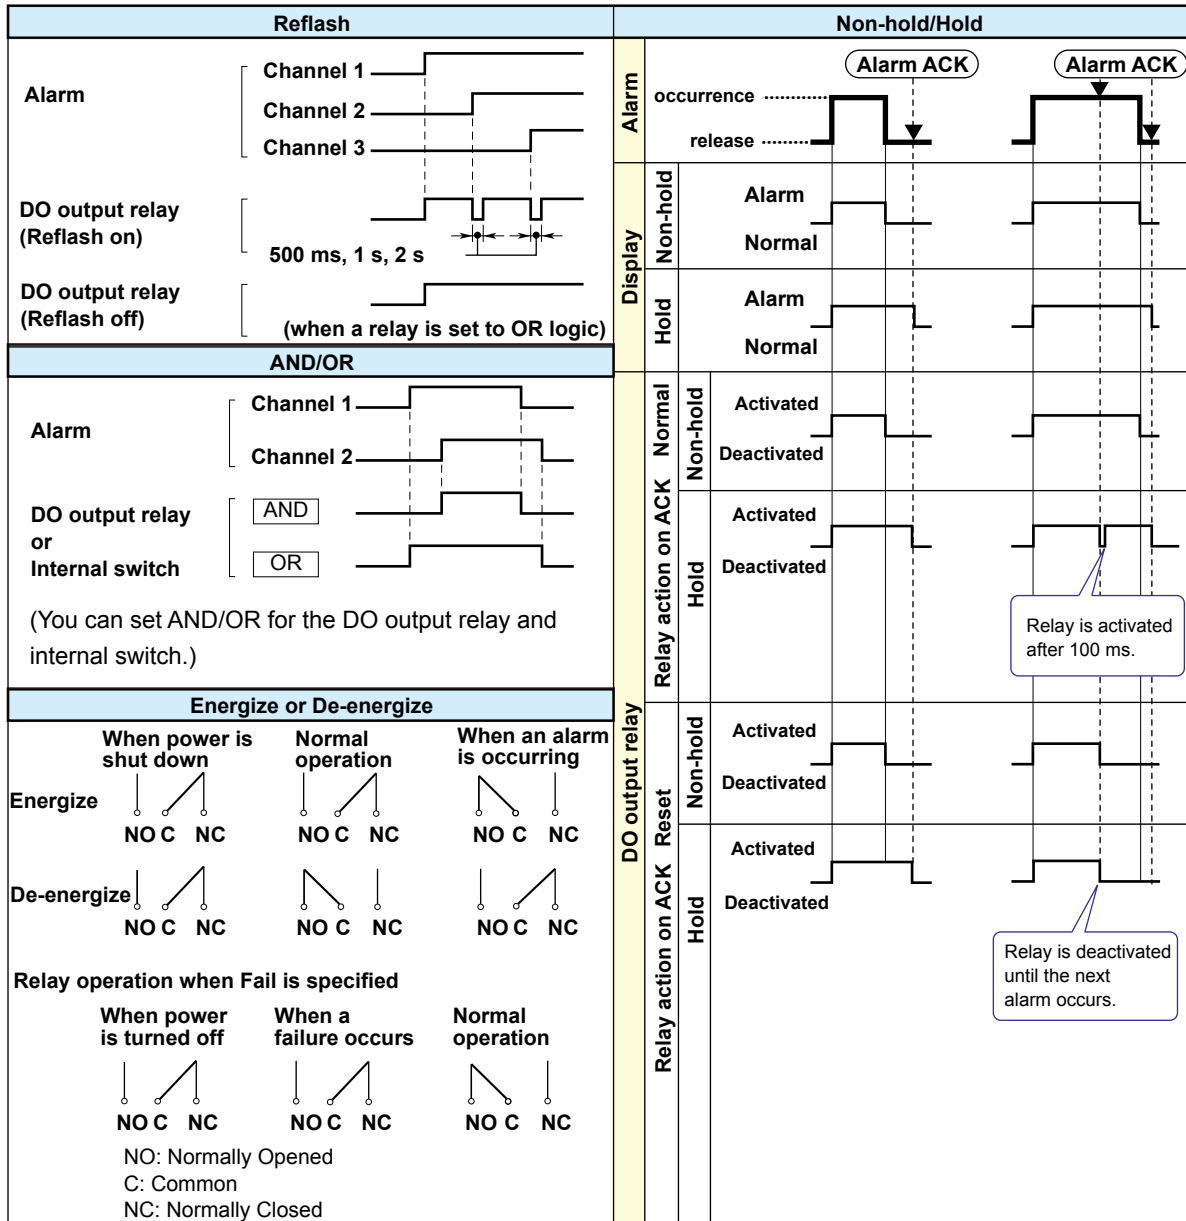 Reflash
Alarm
Channel 1
Channel 2
Channel 3
DO output relay
(Reflash on)
500 ms, 1 s, 2 s
DO output relay
(Reflash off)
(when a relay is set to OR logic)
AND/OR
Alarm
Channel 1
Channel 2
DO output relay
or
Internal switch
AND
OR
(You can set AND/OR for the DO output relay and
internal switch.)
Energize or De-energize
When power is
shut down
Normal
operation
When an alarm
is occurring
Energize
NO C NC
NO C NC
NO C NC
De-energize
NO C NC
NO C NC
NO C NC
Relay operation when Fail is specified
When power
is turned off
When a
failure occurs
Normal
operation
NO C NC
NO C NC
NO C NC
NO: Normally Opened
C: Common
NC: Normally Closed
Non-hold/Hold
Alarm
Alarm ACK
Alarm ACK
occurrence
release
Display
Non-hold
Alarm
Normal
Hold
Alarm
Normal
DO output relay
Relay action on ACK Normal
Non-hold
Activated
Deactivated
Hold
Activated
Deactivated
Relay is activated
after 100 ms.
Relay action on ACK Reset
Non-hold
Activated
Deactivated
Hold
Activated
Deactivated
Relay is deactivated
until the next
alarm occurs.